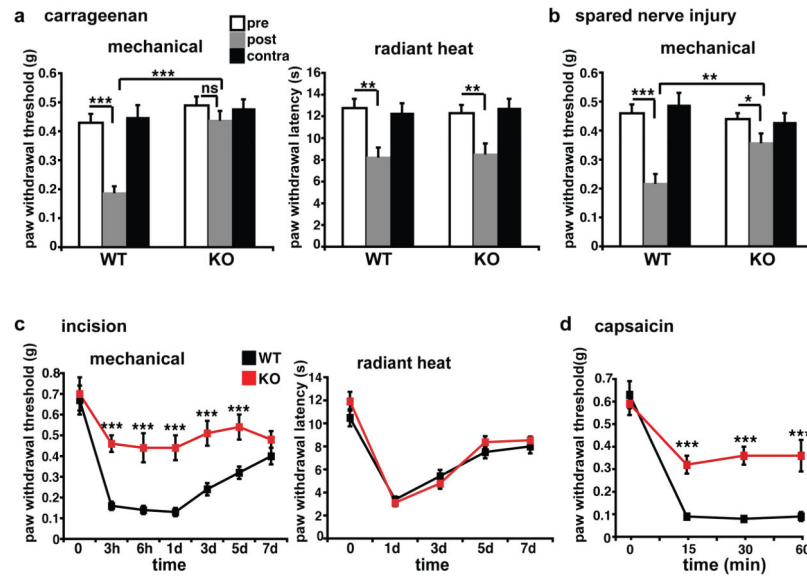 a carrageenan
pre
post
contra
mechanical
paw withdrawal threshold (g)
0.6
0.5
0.4
0.3
0.2
0.1
0
***
***
ns
WT KO
radiant heat
paw withdrawal latency (s)
16
14
12
10
8
6
4
2
0
**
**
WT KO
b spared nerve injury
mechanical
paw withdrawal threshold (g)
0.6
0.5
0.4
0.3
0.2
0.1
0
***
**
*
WT KO
c incision
WT
KO
mechanical
paw withdrawal threshold (g)
0.8
0.7
0.6
0.5
0.4
0.3
0.2
0.1
0
*** *** *** *** ***
0 3h 6h 1d 3d 5d 7d
time
radiant heat
paw withdrawal latency (s)
14
12
10
8
6
4
2
0
0 1d 3d 5d 7d
time
d capsaicin
paw withdrawal threshold(g)
0.7
0.6
0.5
0.4
0.3
0.2
0.1
0
*** *** ***
0 15 30 60
time (min)